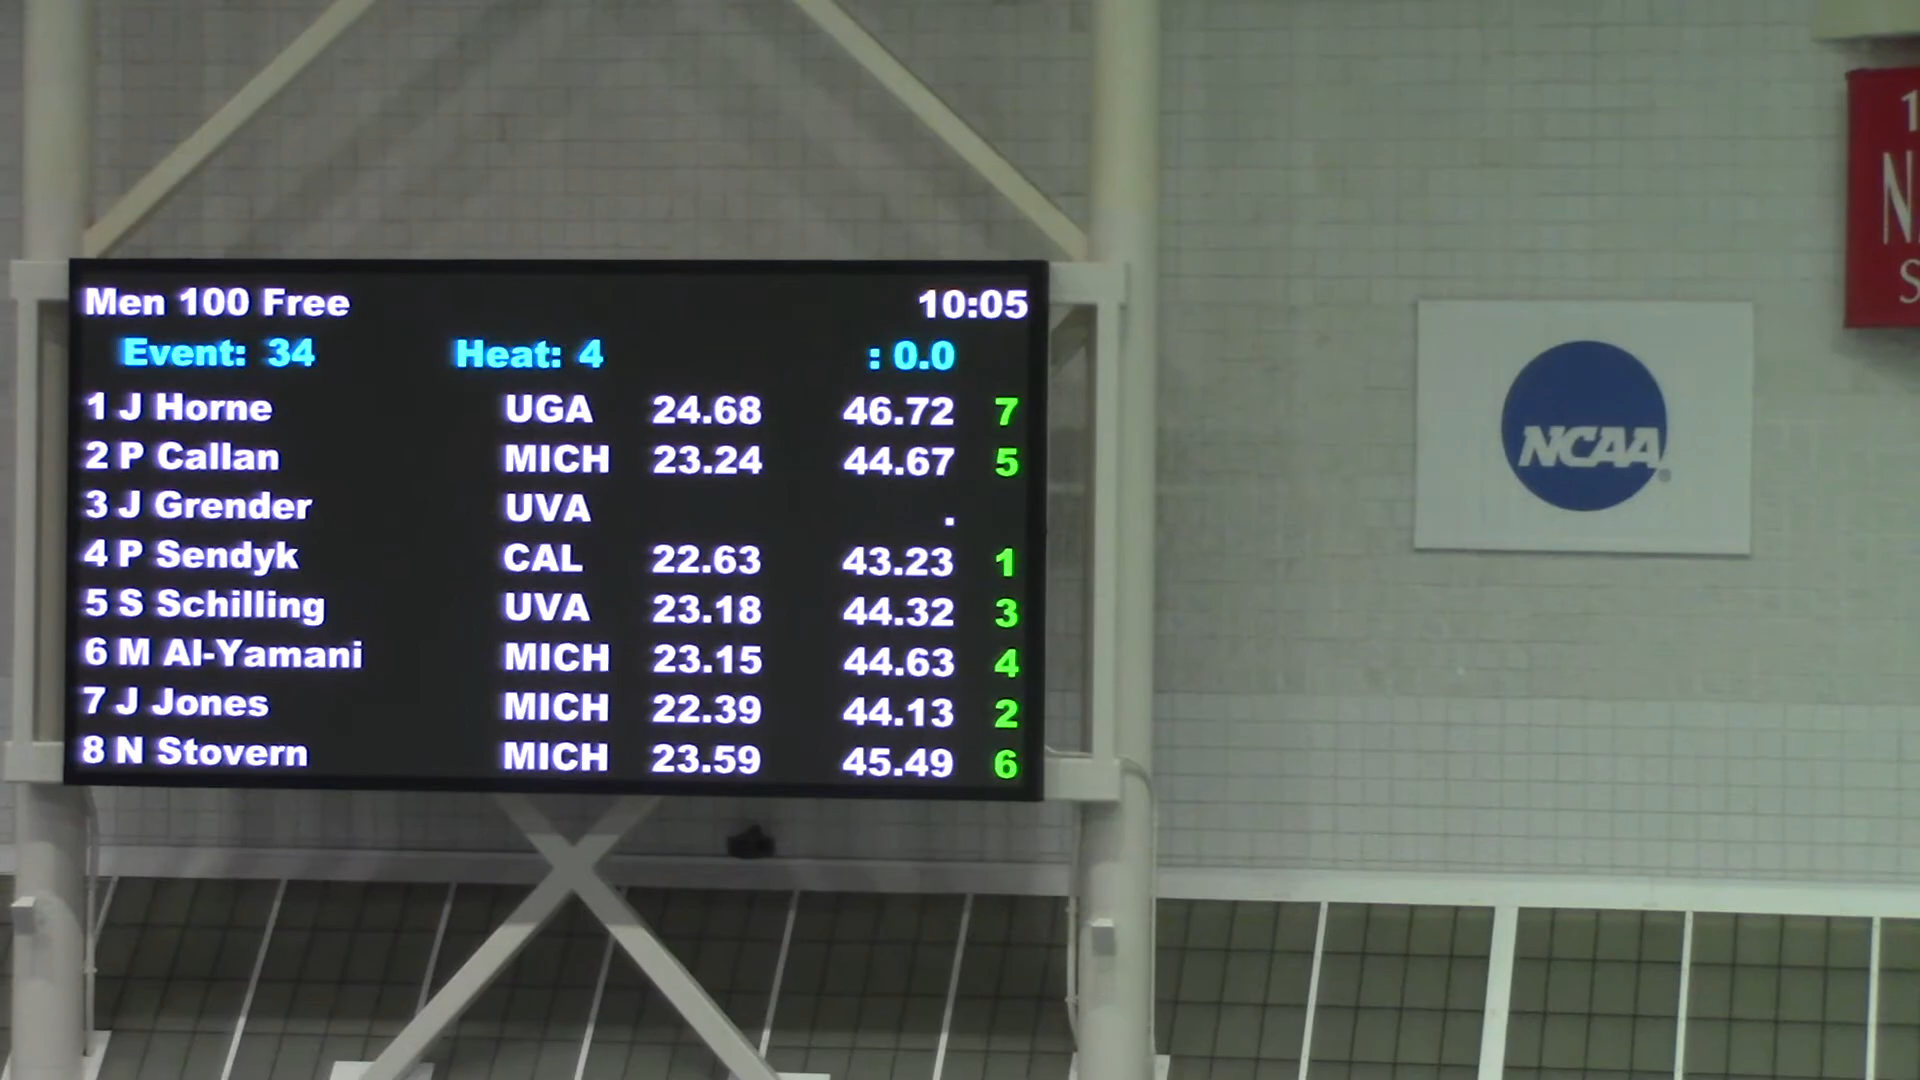 Men 100 Free 10:05
Event: 34 Heat: 4 : 0.0
1 J Horne UGA 24.68 46.72 7
2 P Callan MICH 23.24 44.67 5
3 J Grender UVA .
4 P Sendyk CAL 22.63 43.23 1
5 S Schilling UVA 23.18 44.32 3
6 M Al-Yamani MICH 23.15 44.63 4
7 J Jones MICH 22.39 44.13 2
8 N Stovern MICH 23.59 45.49 6
NCAA®
1
N
S